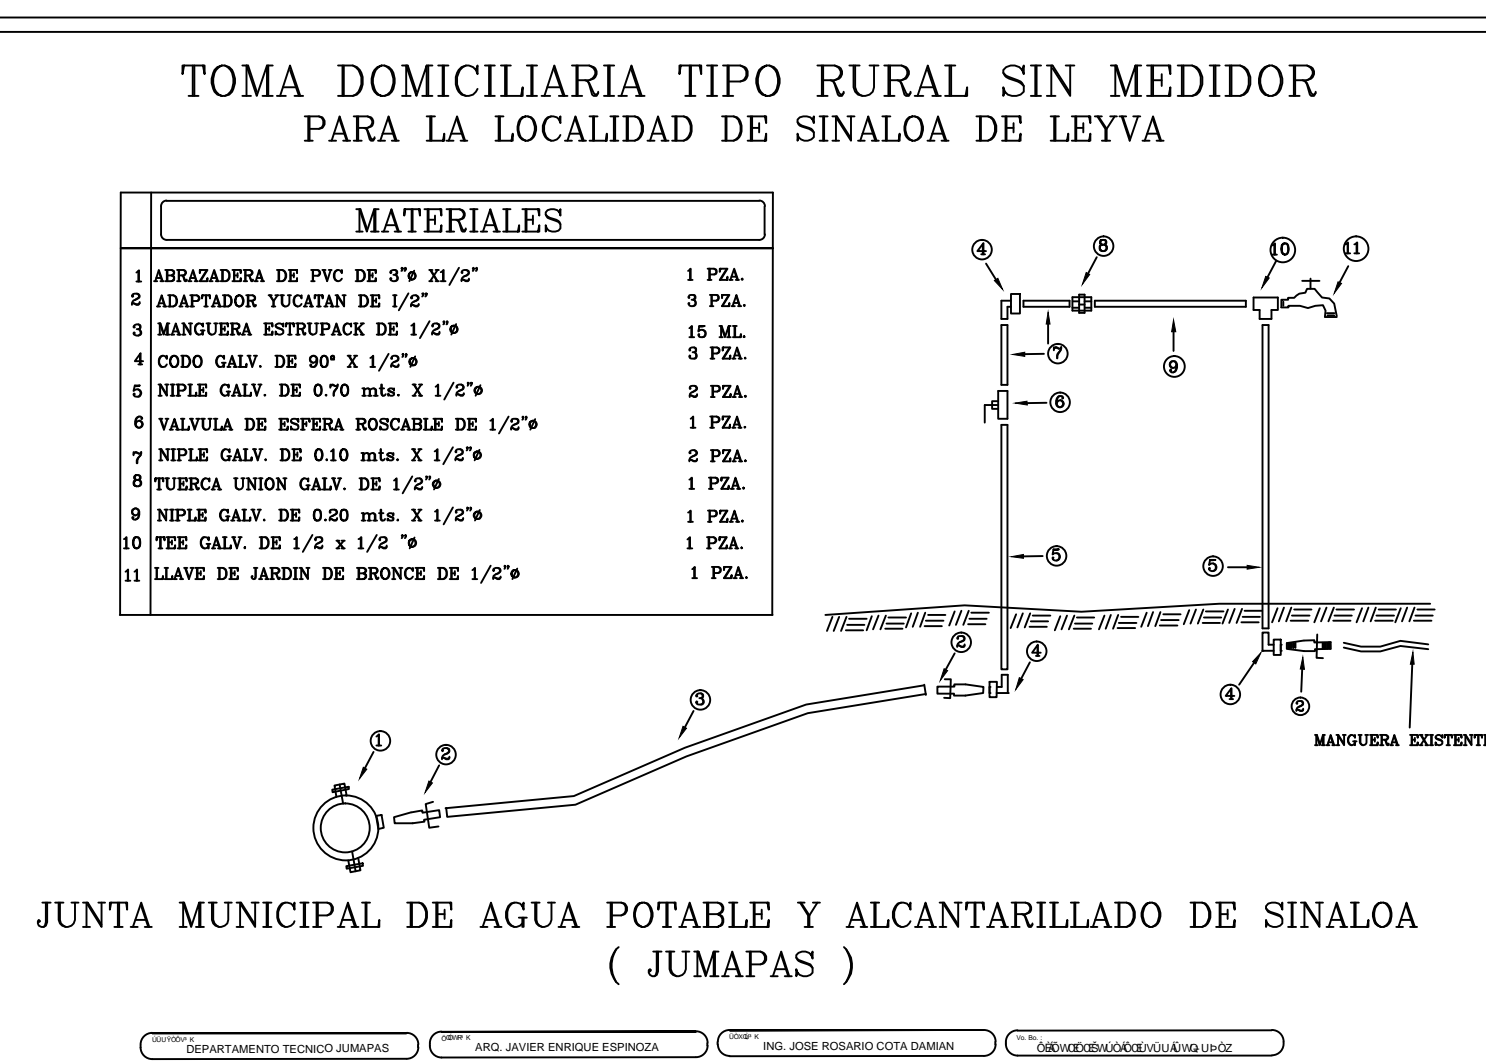 TOMA DOMICILIARIA TIPO RURAL SIN MEDIDOR
PARA LA LOCALIDAD DE SINALOA DE LEYVA
MATERIALES
1 ABRAZADERA DE PVC DE 3"ø X1/2" 1 PZA.
2 ADAPTADOR YUCATAN DE I/2" 3 PZA.
3 MANGUERA ESTRUPACK DE 1/2"ø 15 ML.
4 CODO GALV. DE 90° X 1/2"ø 3 PZA.
5 NIPLE GALV. DE 0.70 mts. X 1/2"ø 2 PZA.
6 VALVULA DE ESFERA ROSCABLE DE 1/2"ø 1 PZA.
7 NIPLE GALV. DE 0.10 mts. X 1/2"ø 2 PZA.
8 TUERCA UNION GALV. DE 1/2"ø 1 PZA.
9 NIPLE GALV. DE 0.20 mts. X 1/2"ø 1 PZA.
10 TEE GALV. DE 1/2 x 1/2 "ø 1 PZA.
11 LLAVE DE JARDIN DE BRONCE DE 1/2"ø 1 PZA.
4 8 10 11
7 9
6
5 5
2 4
4 2
3
MANGUERA EXISTENT
1 2
JUNTA MUNICIPAL DE AGUA POTABLE Y ALCANTARILLADO DE SINALOA
( JUMAPAS )
DEPARTAMENTO TECNICO JUMAPAS
ARQ. JAVIER ENRIQUE ESPINOZA
ING. JOSE ROSARIO COTA DAMIAN
Vo. Bo. :